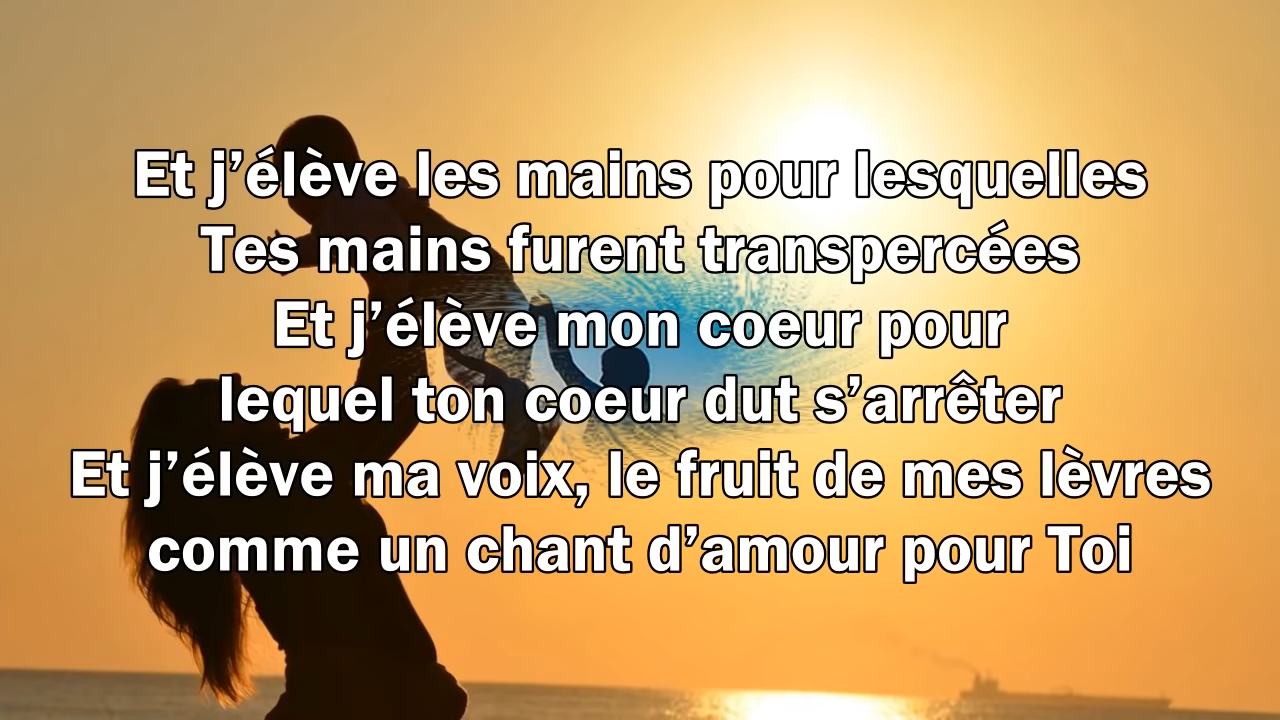 Et j’élève les mains pour lesquelles
Tes mains furent transpercées
Et j’élève mon coeur pour
lequel ton coeur dut s’arrêter
Et j’élève ma voix, le fruit de mes lèvres
comme un chant d’amour pour Toi